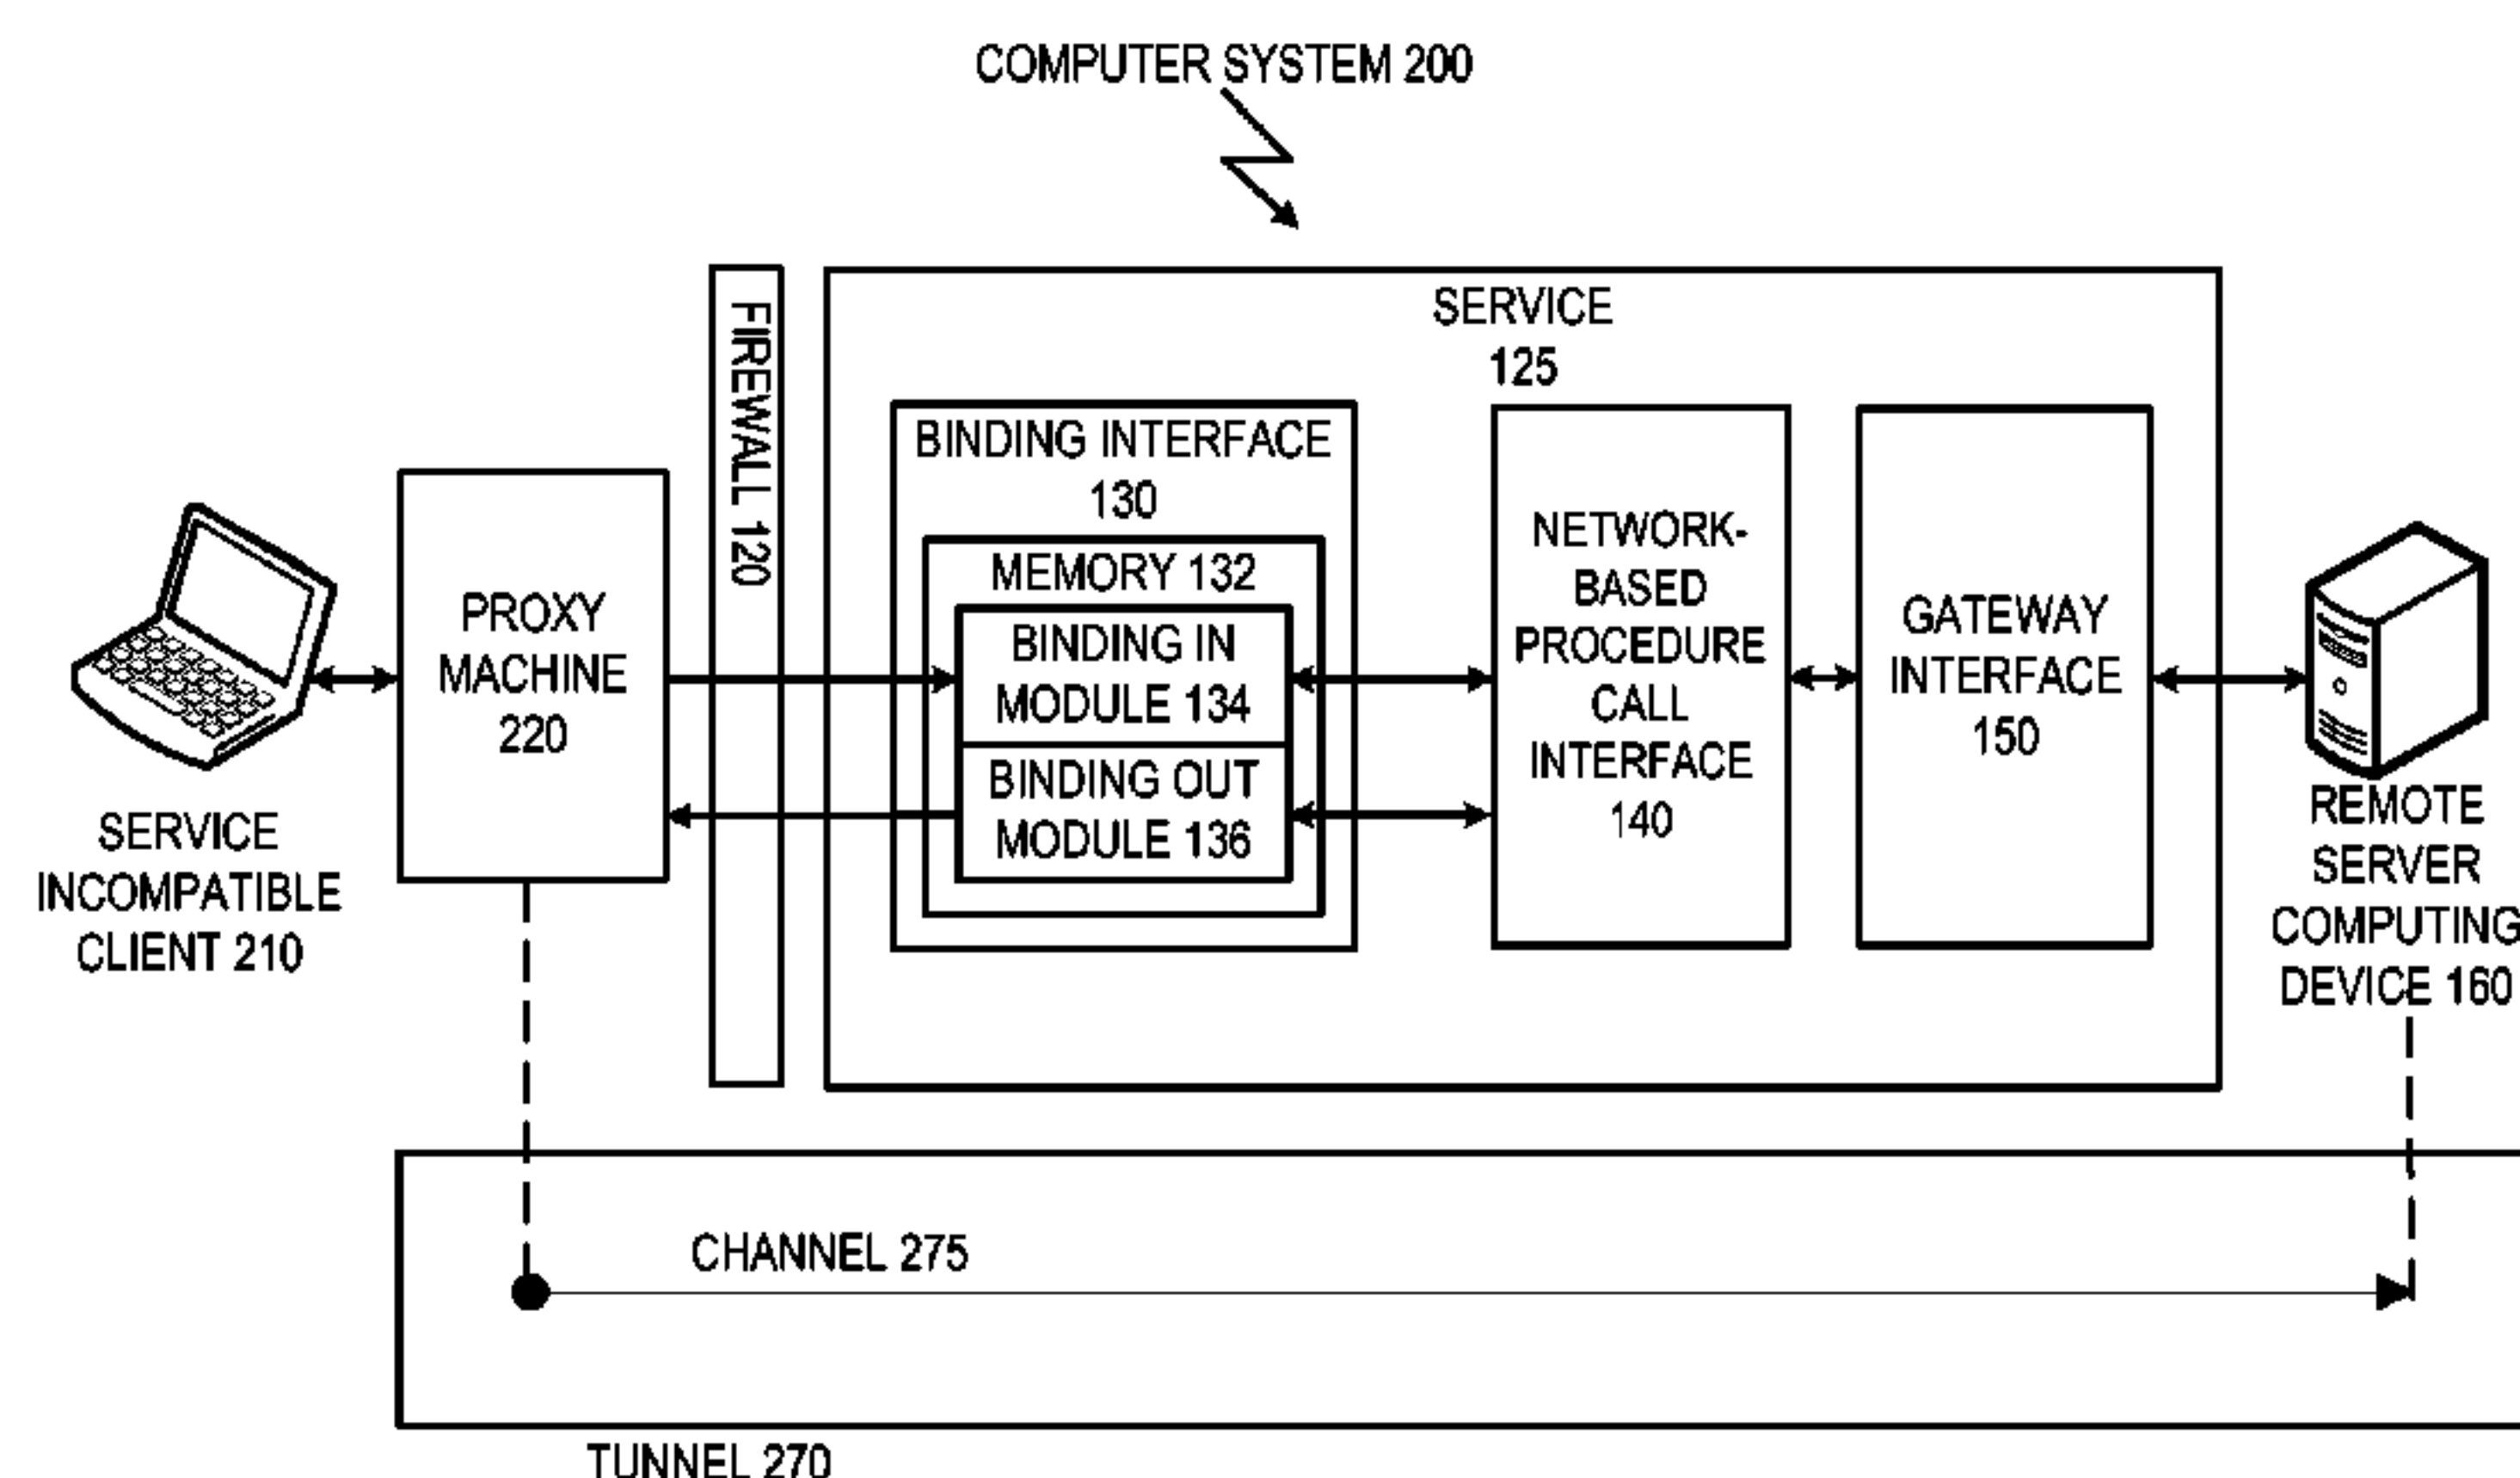 COMPUTER SYSTEM 200
FIREWALL 120
SERVICE
125
BINDING INTERFACE
130
MEMORY 132
BINDING IN
MODULE 134
BINDING OUT
MODULE 136
NETWORK-
BASED
PROCEDURE
CALL
INTERFACE
140
GATEWAY
INTERFACE
150
PROXY
MACHINE
220
SERVICE
INCOMPATIBLE
CLIENT 210
REMOTE
SERVER
COMPUTING
DEVICE 160
CHANNEL 275
TUNNEL 270